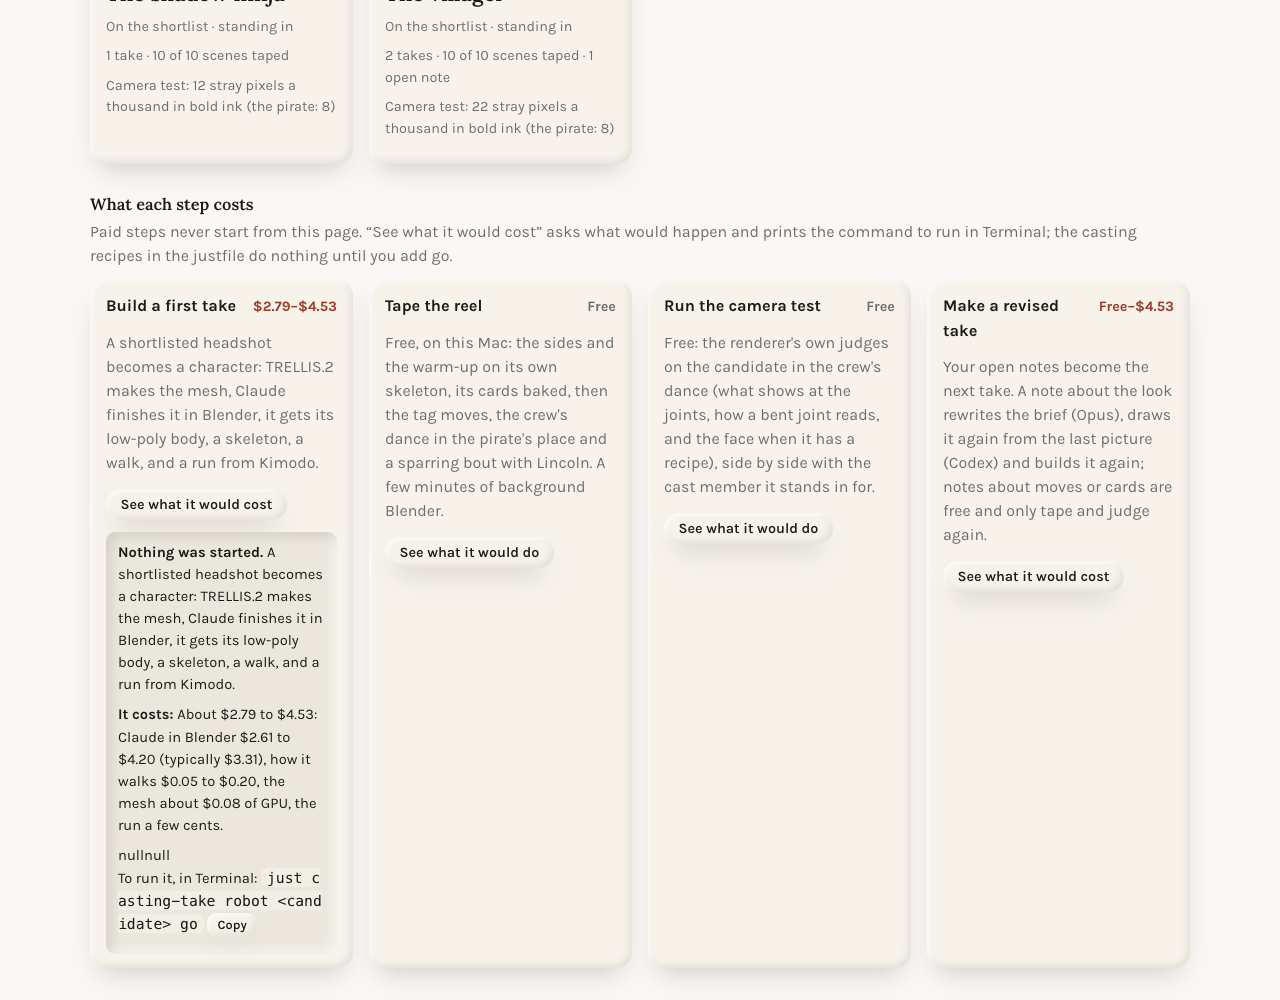 On the shortlist · standing in
1 take · 10 of 10 scenes taped
Camera test: 12 stray pixels a
thousand in bold ink (the pirate: 8)
On the shortlist · standing in
2 takes · 10 of 10 scenes taped · 1
open note
Camera test: 22 stray pixels a
thousand in bold ink (the pirate: 8)
What each step costs
Paid steps never start from this page. “See what it would cost” asks what would happen and prints the command to run in Terminal; the casting
recipes in the justfile do nothing until you add go.
Build a first take $2.79–$4.53
A shortlisted headshot
becomes a character: TRELLIS.2
makes the mesh, Claude
finishes it in Blender, it gets its
low-poly body, a skeleton, a
walk, and a run from Kimodo.
See what it would cost
Nothing was started. A
shortlisted headshot becomes
a character: TRELLIS.2 makes
the mesh, Claude finishes it in
Blender, it gets its low-poly
body, a skeleton, a walk, and a
run from Kimodo.
It costs: About $2.79 to $4.53:
Claude in Blender $2.61 to
$4.20 (typically $3.31), how it
walks $0.05 to $0.20, the
mesh about $0.08 of GPU, the
run a few cents.
nullnull
To run it, in Terminal: just c
asting-take robot <cand
idate> go Copy
Tape the reel Free
Free, on this Mac: the sides and
the warm-up on its own
skeleton, its cards baked, then
the tag moves, the crew's
dance in the pirate's place and
a sparring bout with Lincoln. A
few minutes of background
Blender.
See what it would do
Run the camera test Free
Free: the renderer's own judges
on the candidate in the crew's
dance (what shows at the
joints, how a bent joint reads,
and the face when it has a
recipe), side by side with the
cast member it stands in for.
See what it would do
Make a revised Free–$4.53
take
Your open notes become the
next take. A note about the look
rewrites the brief (Opus), draws
it again from the last picture
(Codex) and builds it again;
notes about moves or cards are
free and only tape and judge
again.
See what it would cost